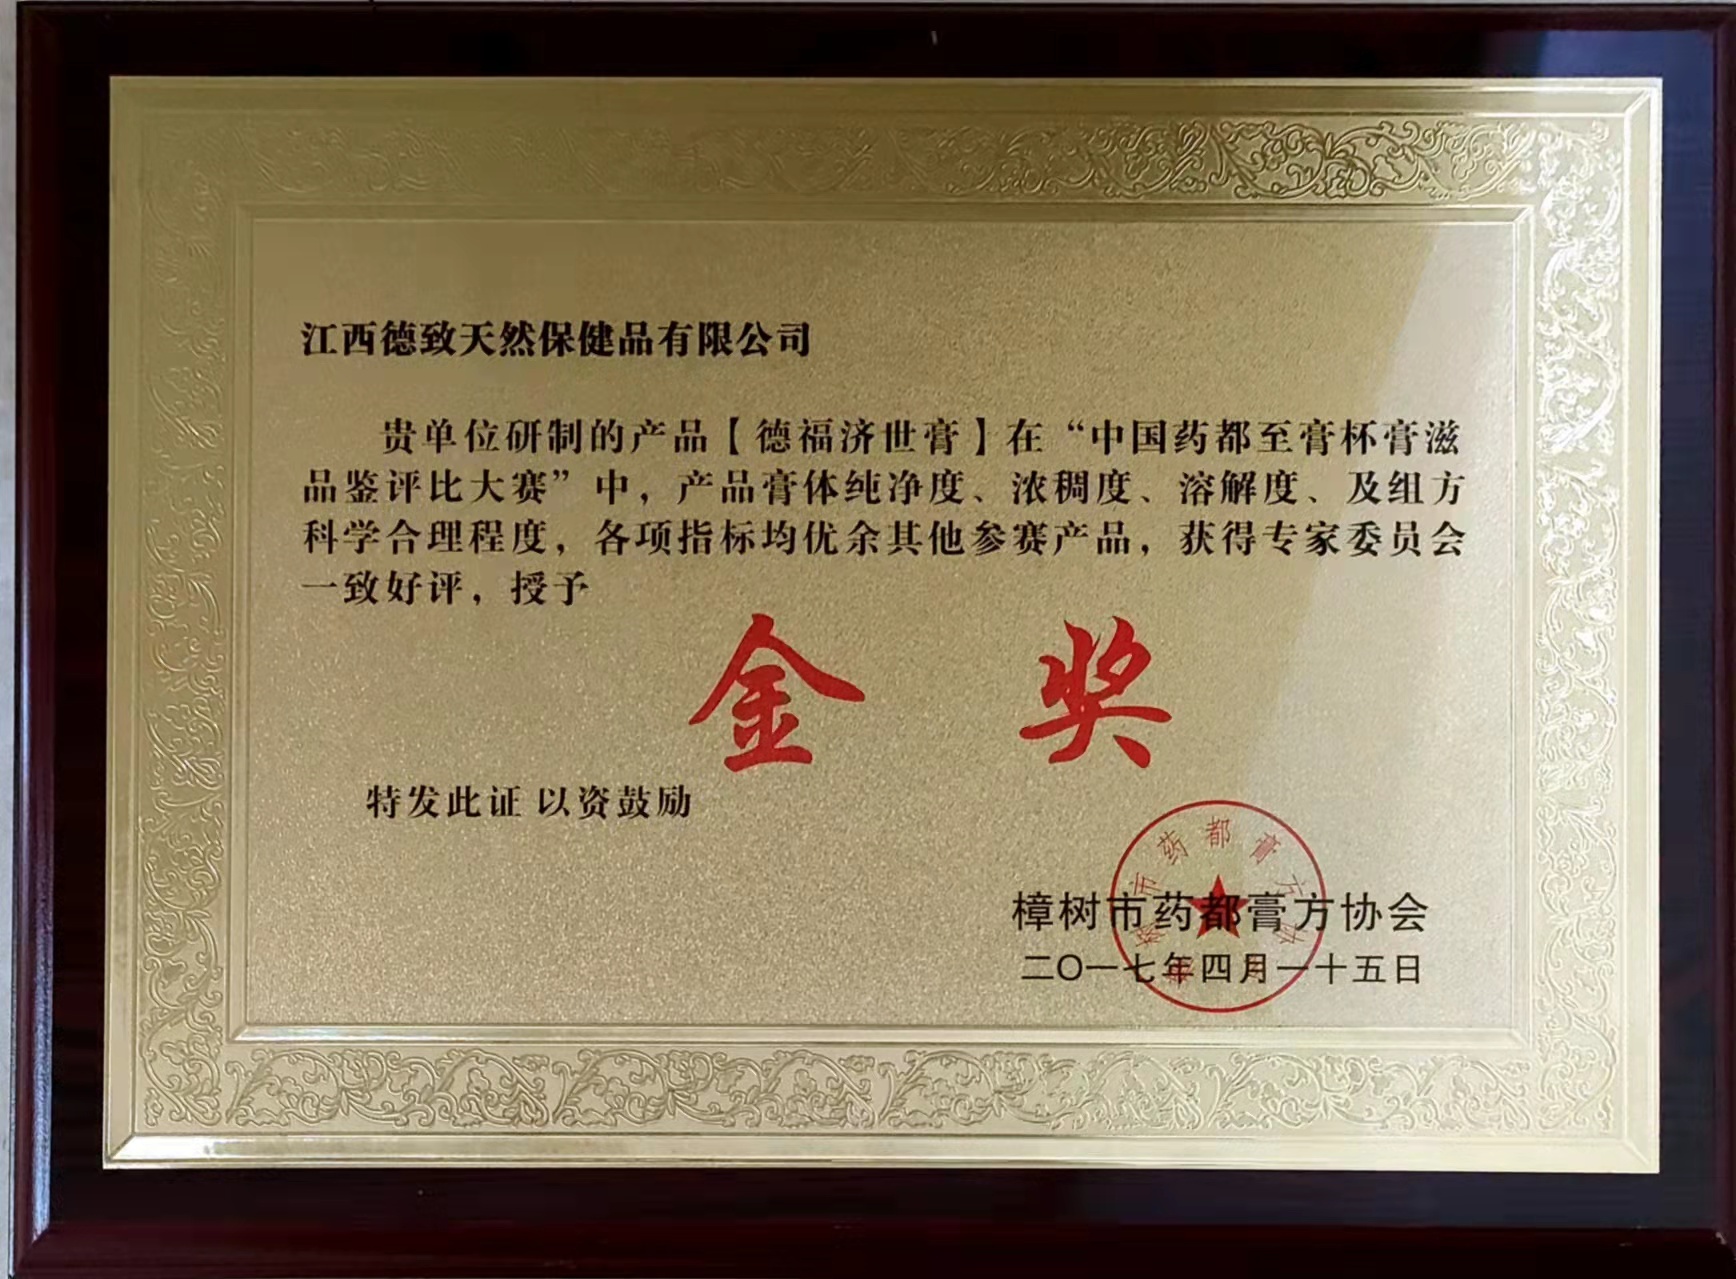 江西德致天然保健品有限公司
贵单位研制的产品【德福济世膏】在“中国药都至膏杯膏滋
品鉴评比大赛”中，产品膏体纯净度、浓稠度、溶解度、及组方
科学合理程度，各项指标均优余其他参赛产品，获得专家委员会
一致好评，授予
金 奖
特发此证 以资鼓励
市药都膏方
樟树市药都膏方协会
二〇一七年四月一十五日